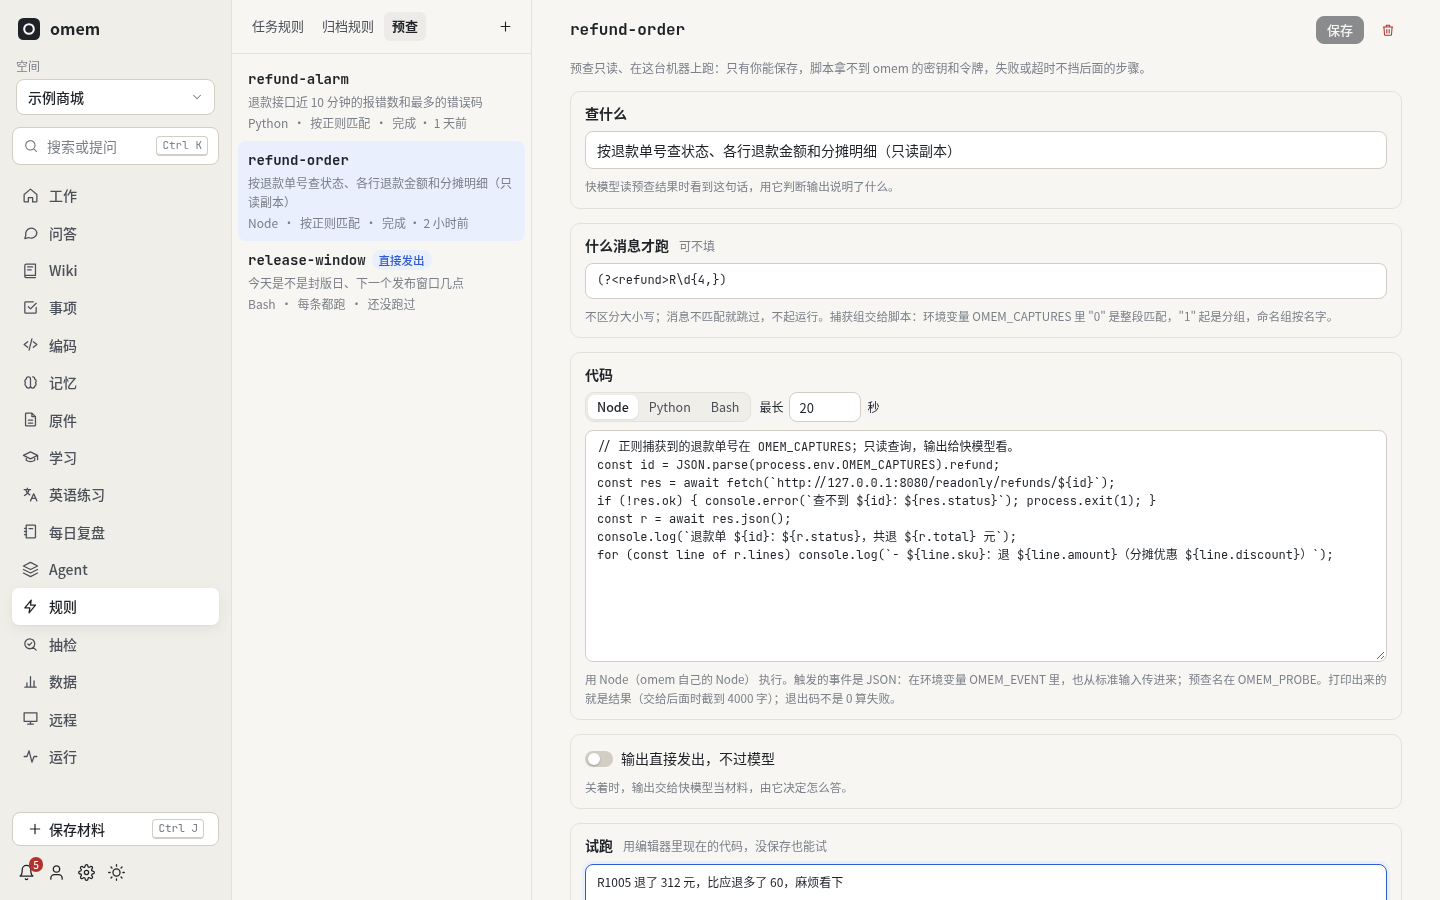 omem
空间
示例商城
搜索或提问 Ctrl K
工作
问答
Wiki
事项
编码
记忆
原件
学习
英语练习
每日复盘
Agent
规则
抽检
数据
远程
运行
保存材料 Ctrl J
5
任务规则 归档规则 预查
refund-alarm
退款接口近 10 分钟的报错数和最多的错误码
Python · 按正则匹配 · 完成 · 1 天前
refund-order
按退款单号查状态、各行退款金额和分摊明细（只
读副本）
Node · 按正则匹配 · 完成 · 2 小时前
release-window 直接发出
今天是不是封版日、下一个发布窗口几点
Bash · 每条都跑 · 还没跑过
refund-order
保存
预查只读、在这台机器上跑：只有你能保存，脚本拿不到 omem 的密钥和令牌，失败或超时不挡后面的步骤。
查什么
按退款单号查状态、各行退款金额和分摊明细（只读副本）
快模型读预查结果时看到这句话，用它判断输出说明了什么。
什么消息才跑 可不填
(?<refund>R\d{4,})
不区分大小写；消息不匹配就跳过，不起运行。捕获组交给脚本：环境变量 OMEM_CAPTURES 里 "0" 是整段匹配，"1" 起是分组，命名组按名字。
代码
Node Python Bash 最长 20 秒
// 正则捕获到的退款单号在 OMEM_CAPTURES；只读查询，输出给快模型看。
const id = JSON.parse(process.env.OMEM_CAPTURES).refund;
const res = await fetch(`http://127.0.0.1:8080/readonly/refunds/${id}`);
if (!res.ok) { console.error(`查不到 ${id}：${res.status}`); process.exit(1); }
const r = await res.json();
console.log(`退款单 ${id}：${r.status}，共退 ${r.total} 元`);
for (const line of r.lines) console.log(`- ${line.sku}：退 ${line.amount}（分摊优惠 ${line.discount}）`);
用 Node（omem 自己的 Node） 执行。触发的事件是 JSON：在环境变量 OMEM_EVENT 里，也从标准输入传进来；预查名在 OMEM_PROBE。打印出来的
就是结果（交给后面时截到 4000 字）；退出码不是 0 算失败。
输出直接发出，不过模型
关着时，输出交给快模型当材料，由它决定怎么答。
试跑 用编辑器里现在的代码，没保存也能试
R1005 退了 312 元，比应退多了 60，麻烦看下